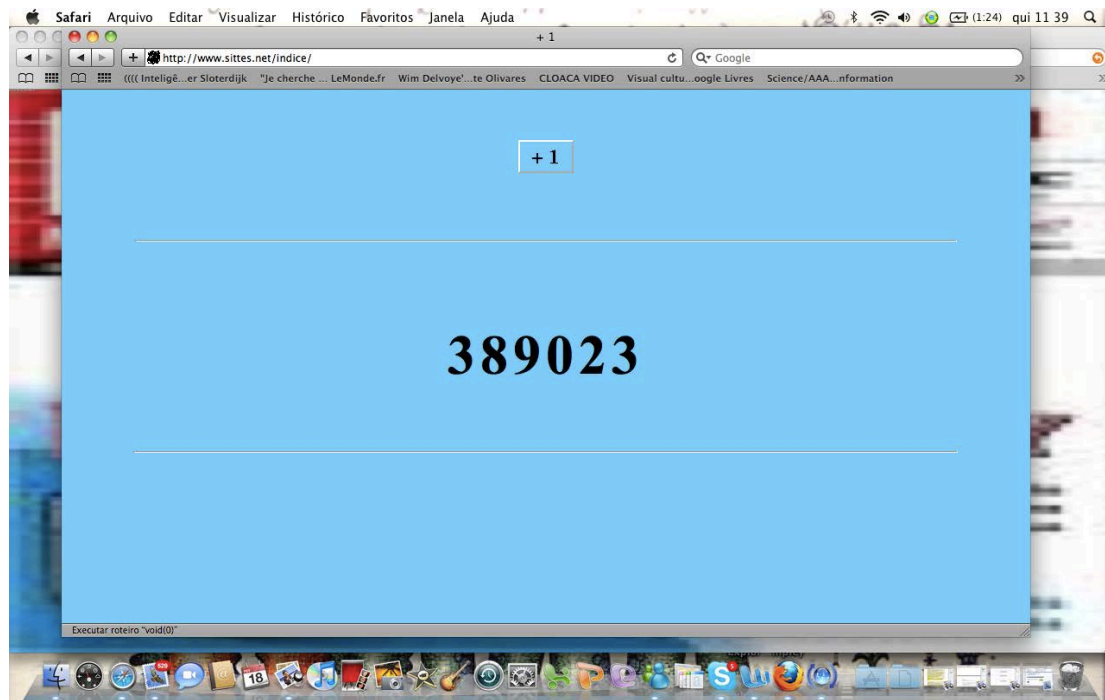 Safari Arquivo Editar Visualizar Histórico Favoritos Janela Ajuda (1:24) qui 11 39
+ 1
http://www.sittes.net/indice/ Google
(((( Inteligê...er Sloterdijk "Je cherche ... LeMonde.fr Wim Delvoye'...te Olivares CLOACA VIDEO Visual cultu...oogle Livres Science/AAA...nformation
+ 1
389023
Executar roteiro "void(0)"
529
18